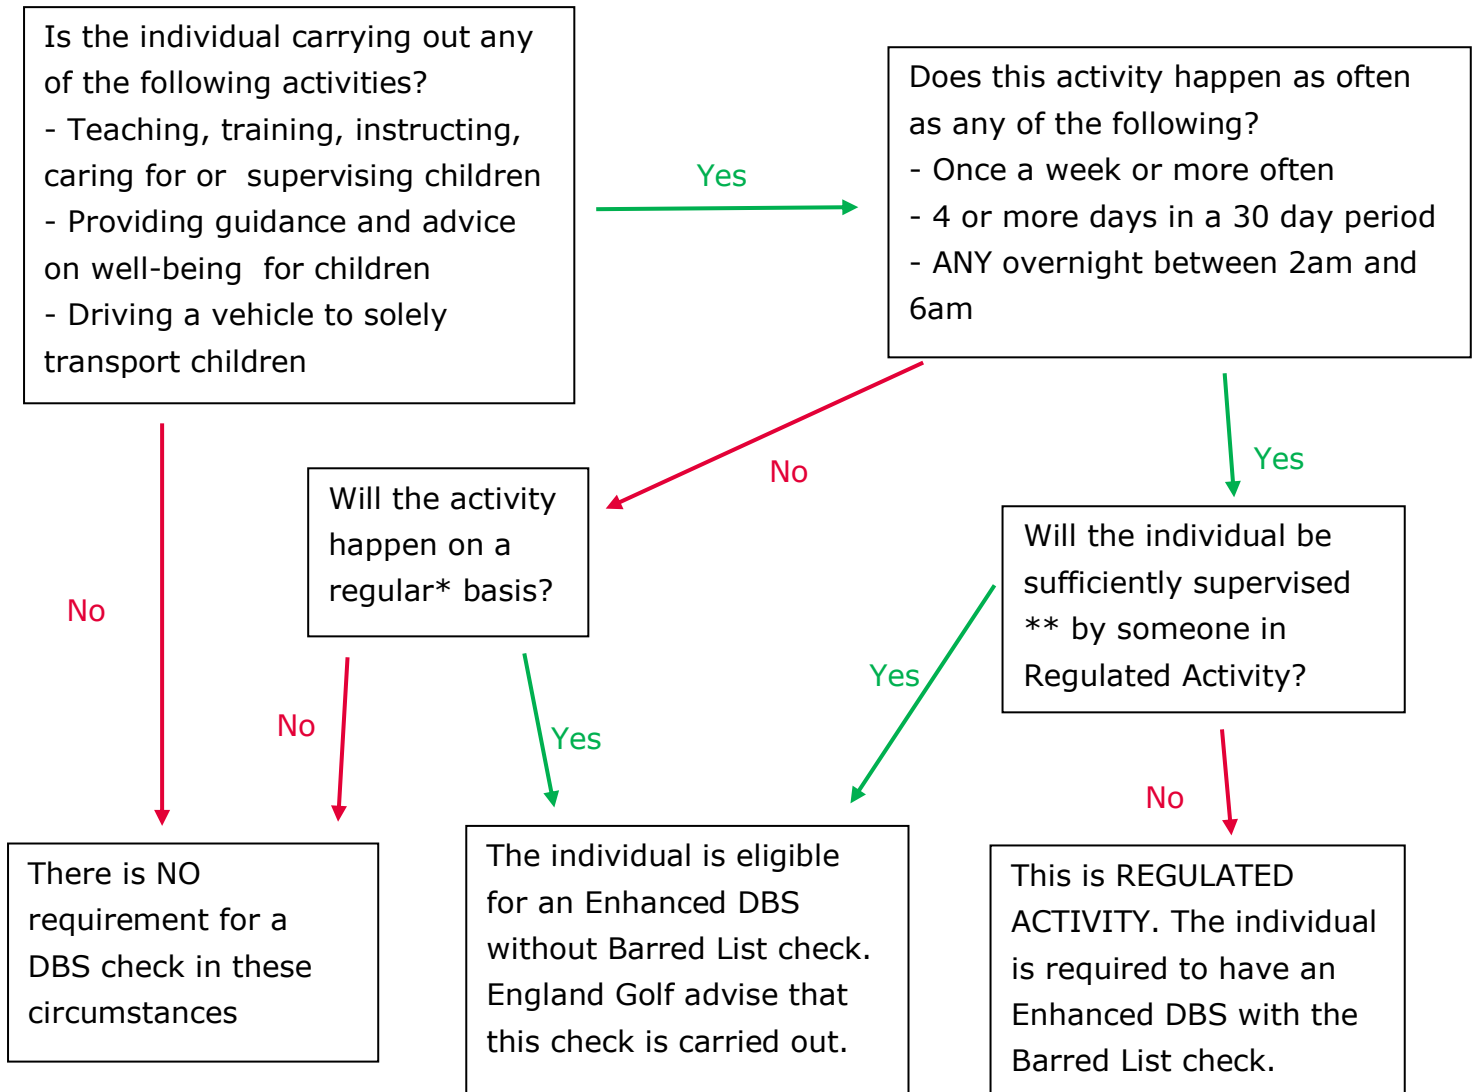 Is the individual carrying out any
of the following activities?
- Teaching, training, instructing,
caring for or supervising children
- Providing guidance and advice
on well-being for children
- Driving a vehicle to solely
transport children
Yes
Does this activity happen as often
as any of the following?
- Once a week or more often
- 4 or more days in a 30 day period
- ANY overnight between 2am and
6am
No
No
Yes
Will the activity
happen on a
regular* basis?
Will the individual be
sufficiently supervised
** by someone in
Regulated Activity?
No
Yes
Yes
No
There is NO
requirement for a
DBS check in these
circumstances
The individual is eligible
for an Enhanced DBS
without Barred List check.
England Golf advise that
this check is carried out.
This is REGULATED
ACTIVITY. The individual
is required to have an
Enhanced DBS with the
Barred List check.